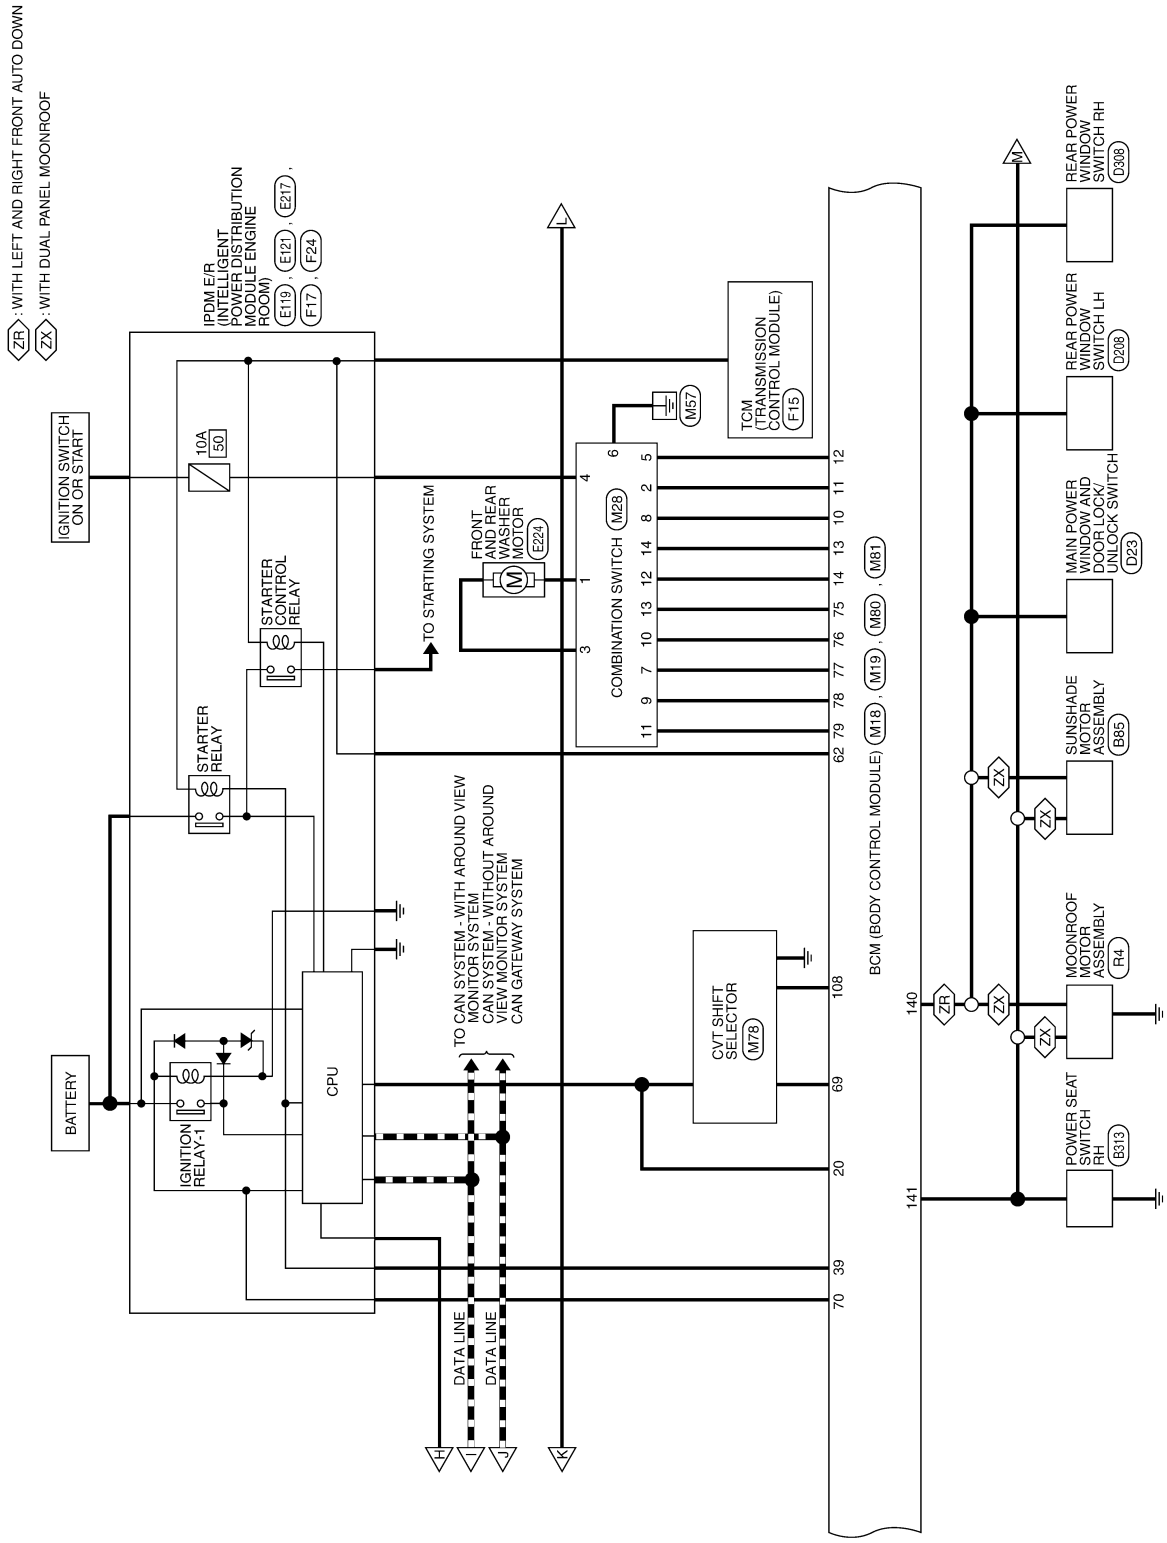 ZR : WITH LEFT AND RIGHT FRONT AUTO DOWN
ZX : WITH DUAL PANEL MOONROOF
BATTERY
IGNITION SWITCH
ON OR START
IPDM E/R
(INTELLIGENT
POWER DISTRIBUTION
MODULE ENGINE
ROOM)
E119 , E121 , E217 ,
F17 , F24
IGNITION
RELAY-1
STARTER
RELAY
STARTER
CONTROL
RELAY
10A
50
CPU
TO STARTING SYSTEM
TO CAN SYSTEM - WITH AROUND VIEW
MONITOR SYSTEM
CAN SYSTEM - WITHOUT AROUND
VIEW MONITOR SYSTEM
CAN GATEWAY SYSTEM
H
I
J
K
L
DATA LINE
DATA LINE
FRONT
AND REAR
WASHER
MOTOR
E224
M
3
1
4
6
M57
COMBINATION SWITCH
M28
11
9
7
10
13
12
14
8
2
5
TCM
(TRANSMISSION
CONTROL MODULE)
F15
CVT SHIFT
SELECTOR
M78
70
39
20
69
108
62
79
78
77
76
75
14
13
10
11
12
BCM (BODY CONTROL MODULE)
M18 , M19 , M80 , M81
141
140
ZR
ZX
ZX
ZX
ZX
M
POWER SEAT
SWITCH
RH
B313
MOONROOF
MOTOR
ASSEMBLY
R4
SUNSHADE
MOTOR
ASSEMBLY
B85
MAIN POWER
WINDOW AND
DOOR LOCK/
UNLOCK SWITCH
D23
REAR POWER
WINDOW
SWITCH LH
D208
REAR POWER
WINDOW
SWITCH RH
D308